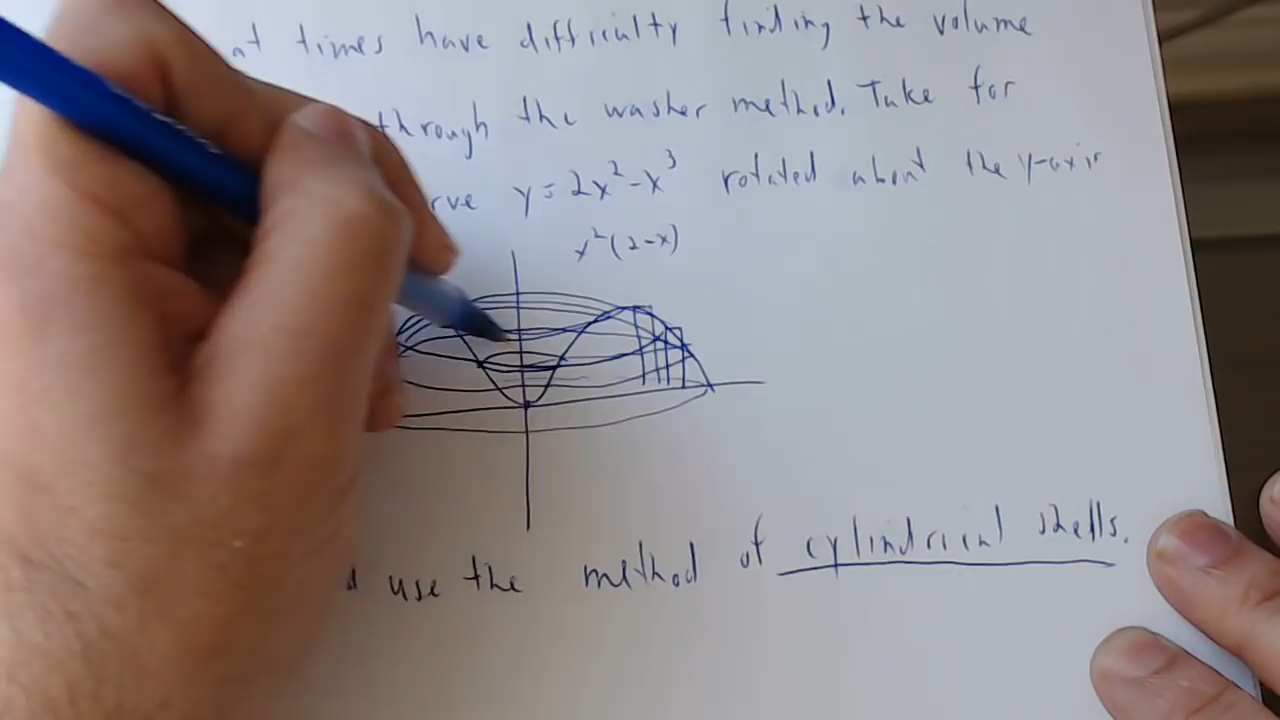 at times have difficulty finding the volume
through the washer method. Take for
rve y = 2x² - x³ rotated about the y-axis
x²(2-x)
use the method of cylindrical shells.